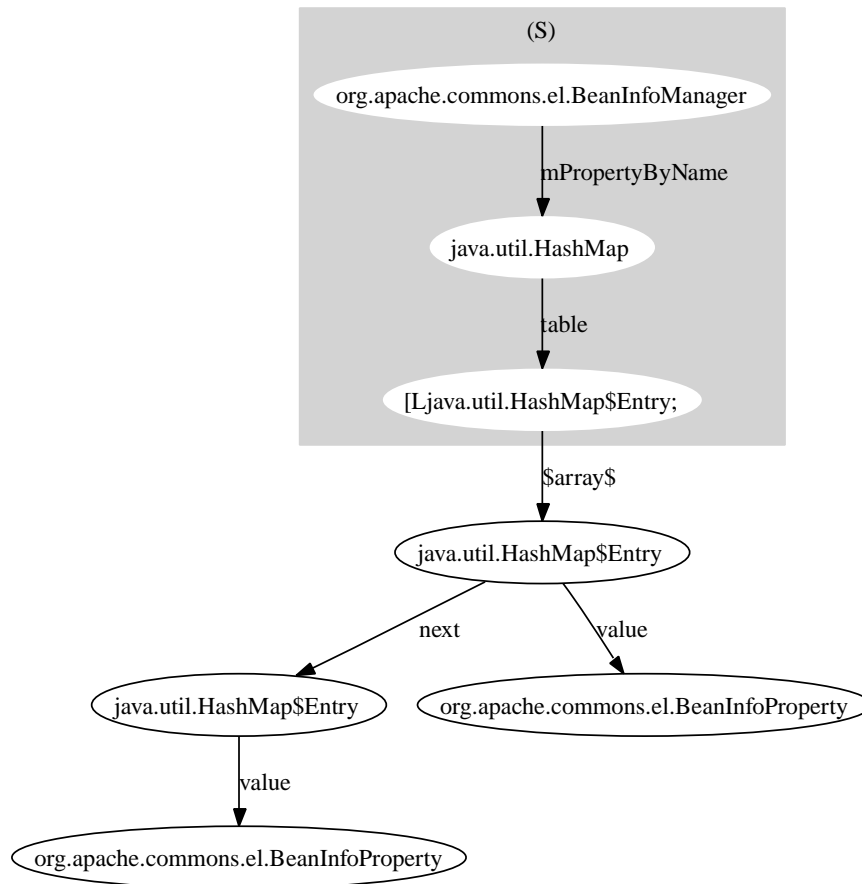 (S)
org.apache.commons.el.BeanInfoManager
mPropertyByName
java.util.HashMap
table
[Ljava.util.HashMap$Entry;
$array$
java.util.HashMap$Entry
next
value
java.util.HashMap$Entry
org.apache.commons.el.BeanInfoProperty
value
org.apache.commons.el.BeanInfoProperty